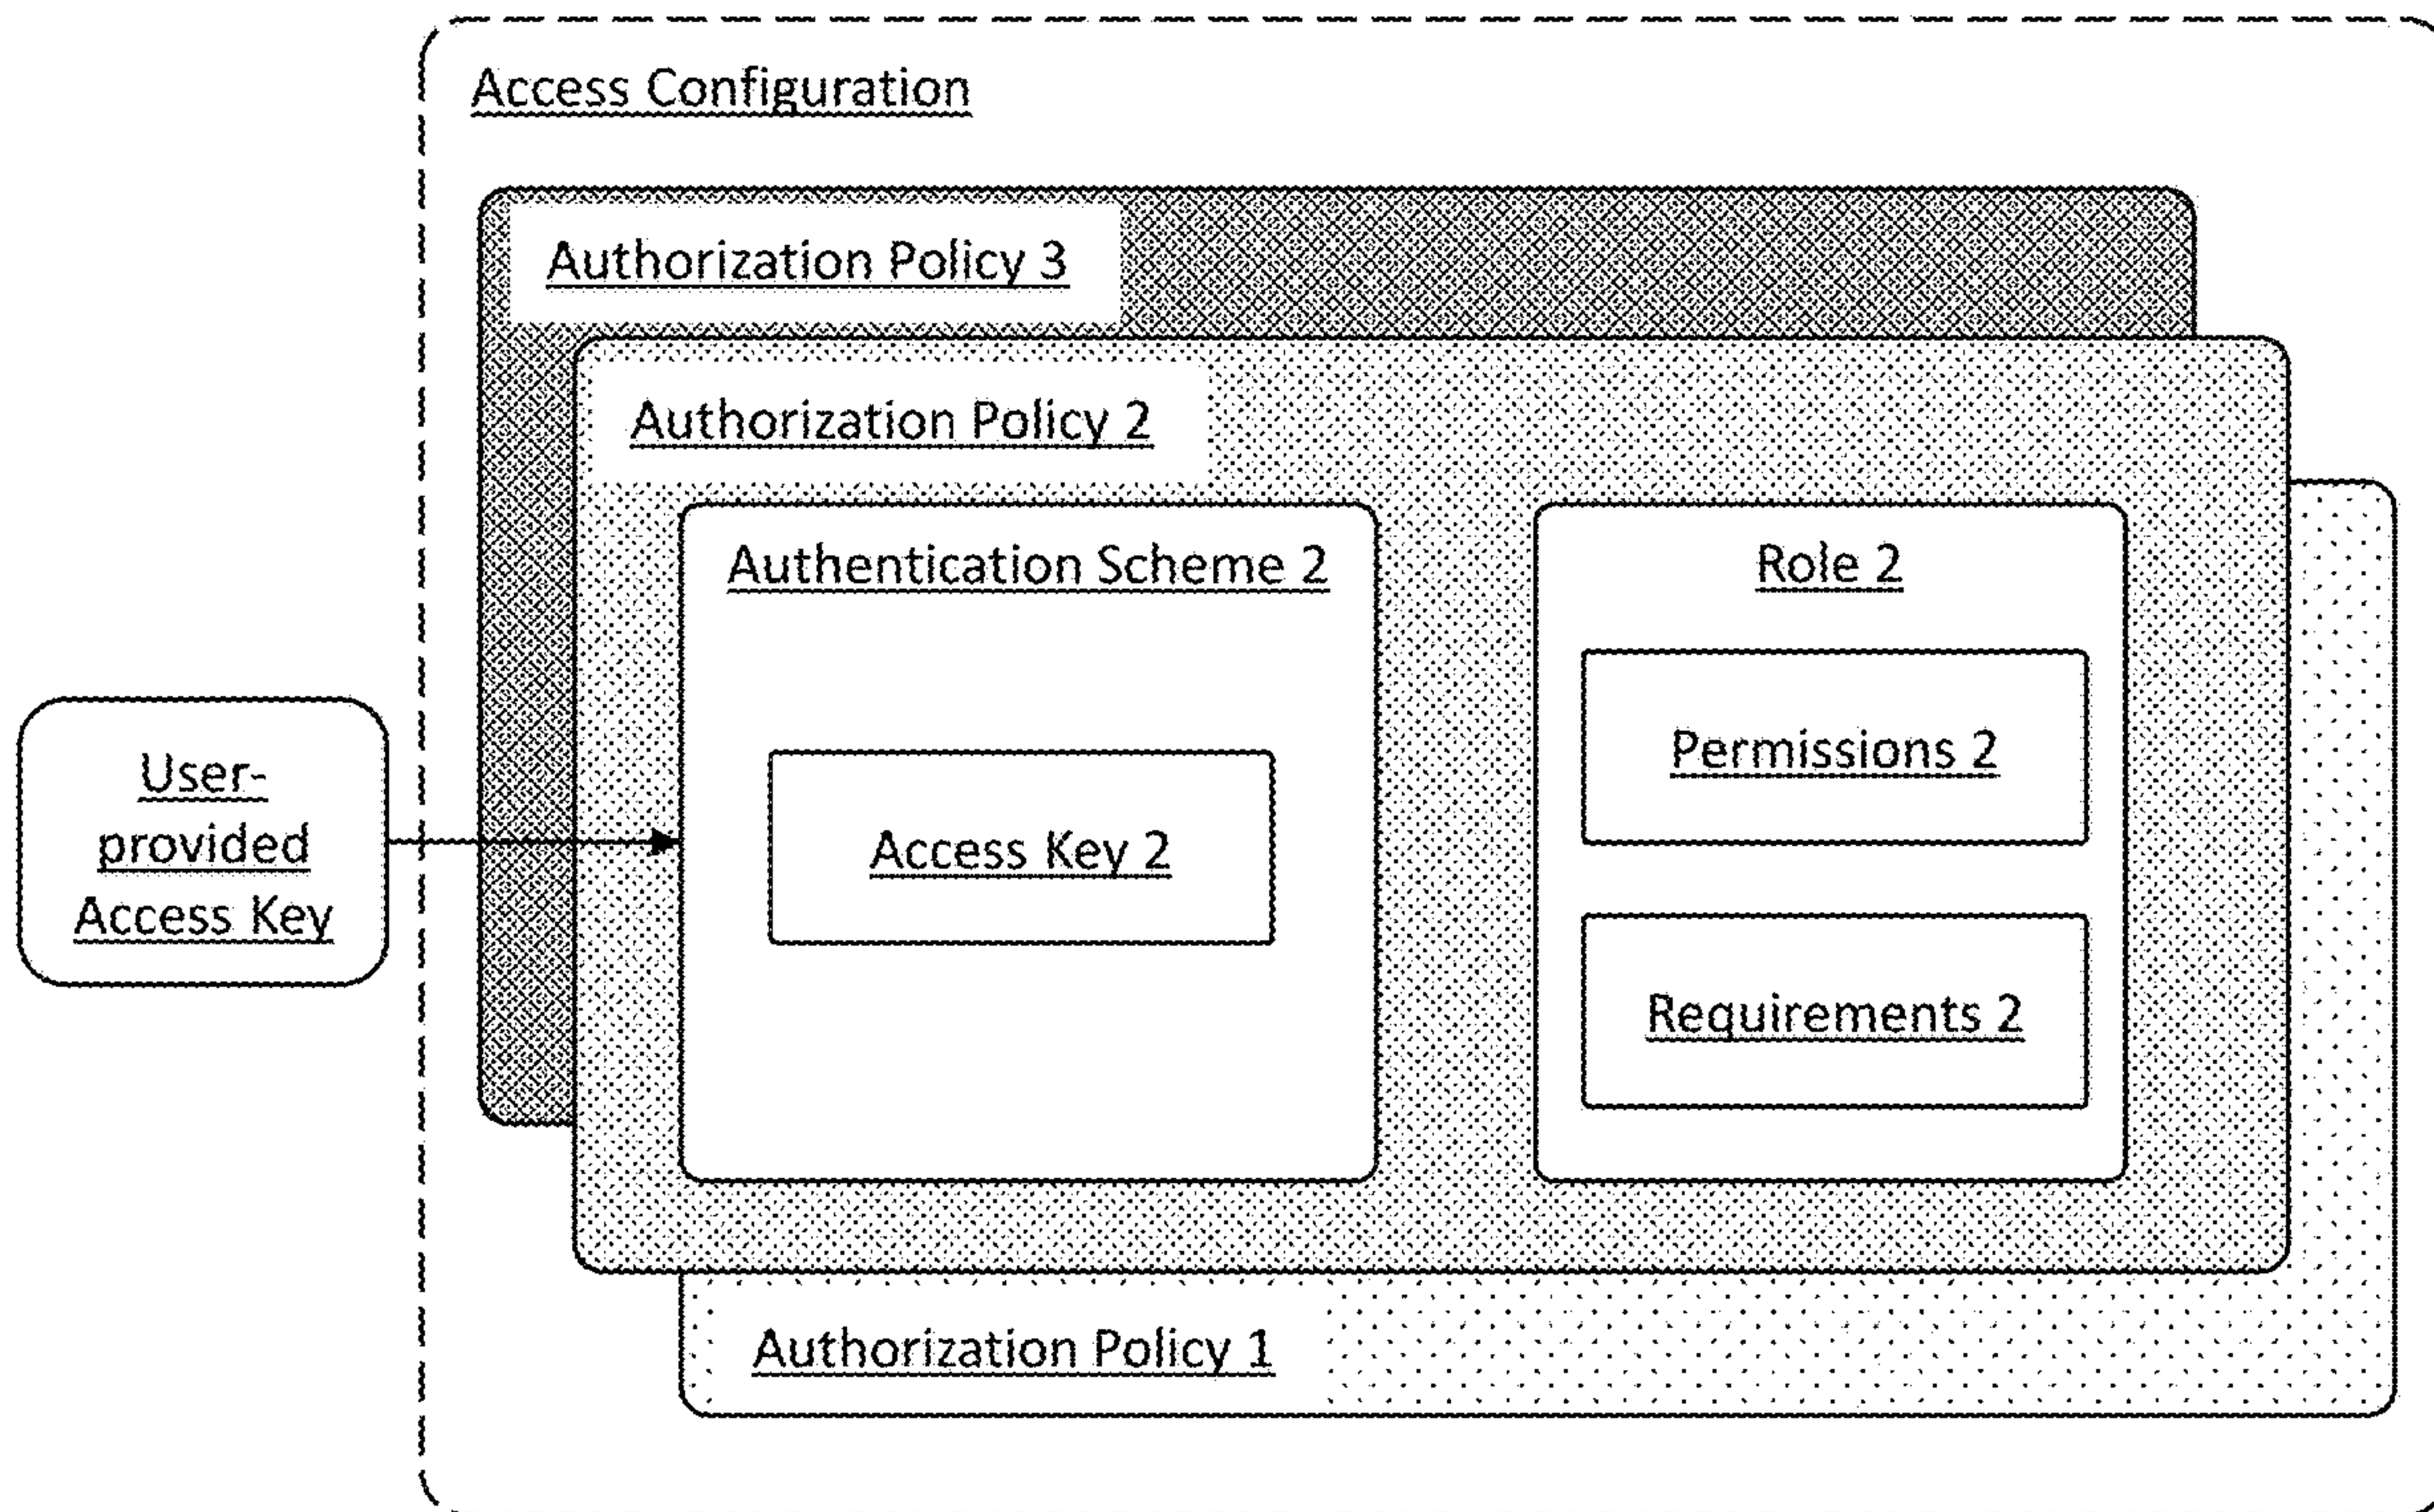 Access Configuration
Authorization Policy 3
Authorization Policy 2
Authentication Scheme 2
Role 2
Permissions 2
User-
provided
Access Key
Access Key 2
Requirements 2
Authorization Policy 1